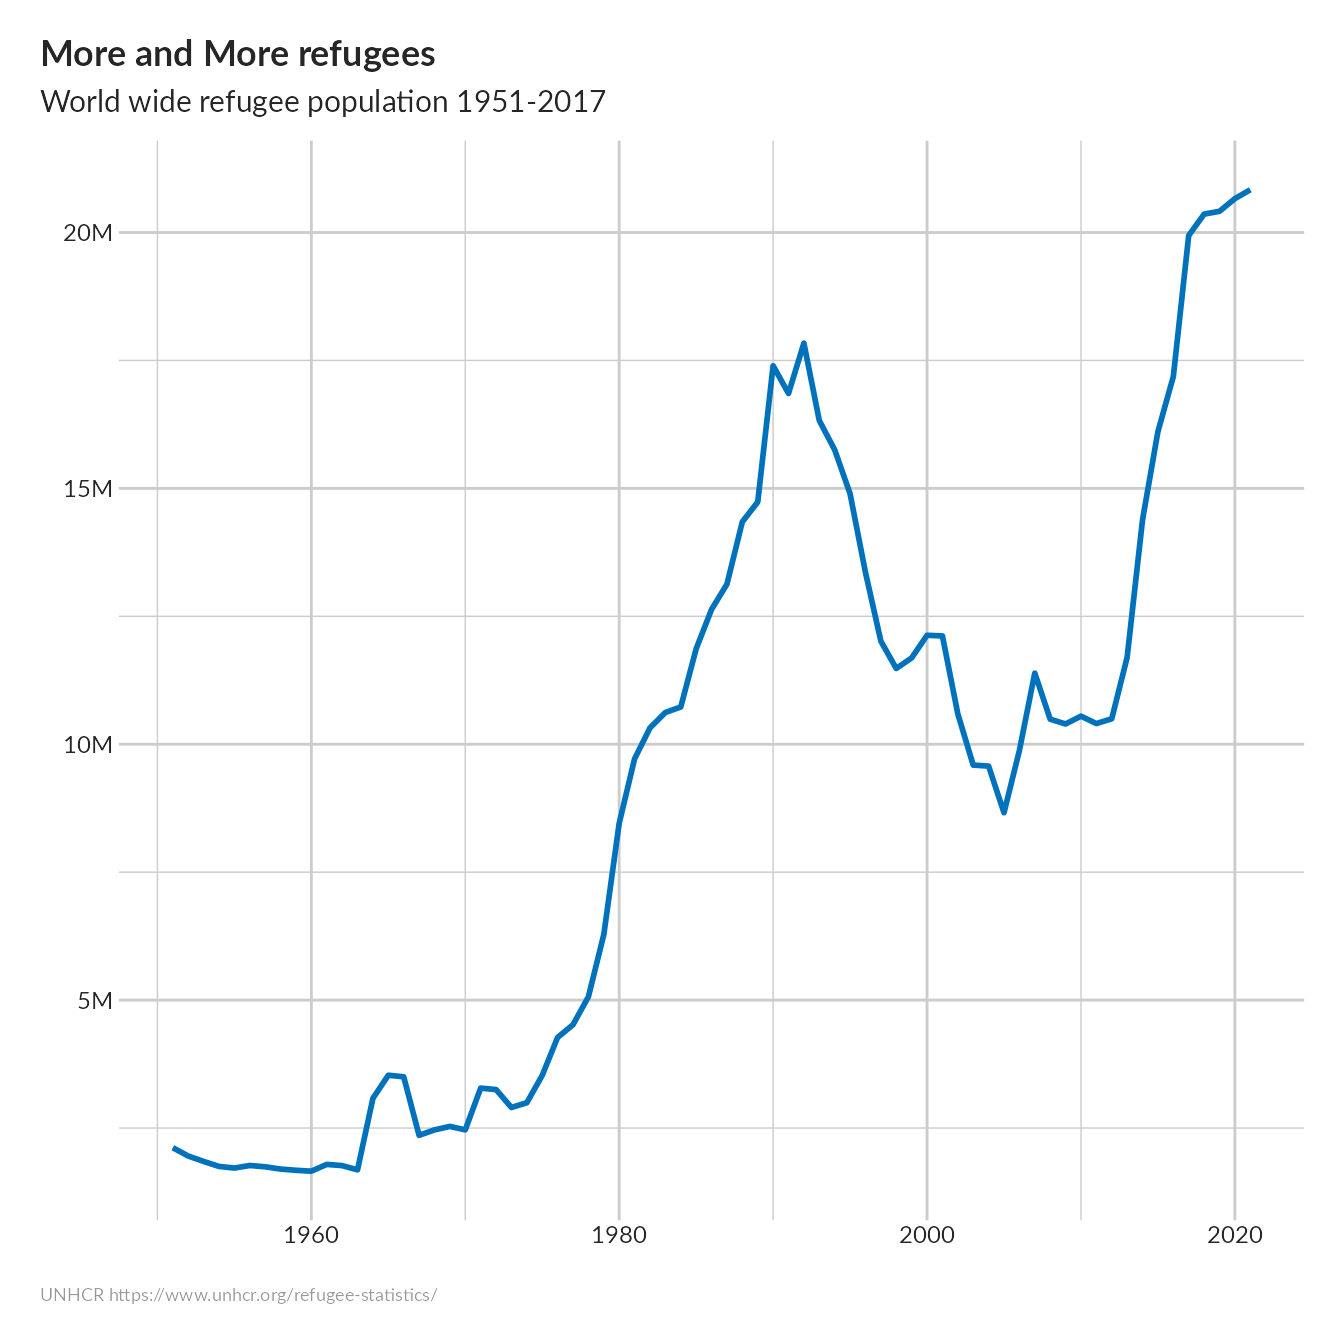 More and More refugees
World wide refugee population 1951-2017
20M
15M
10M
5M
1960 1980 2000 2020
UNHCR https://www.unhcr.org/refugee-statistics/